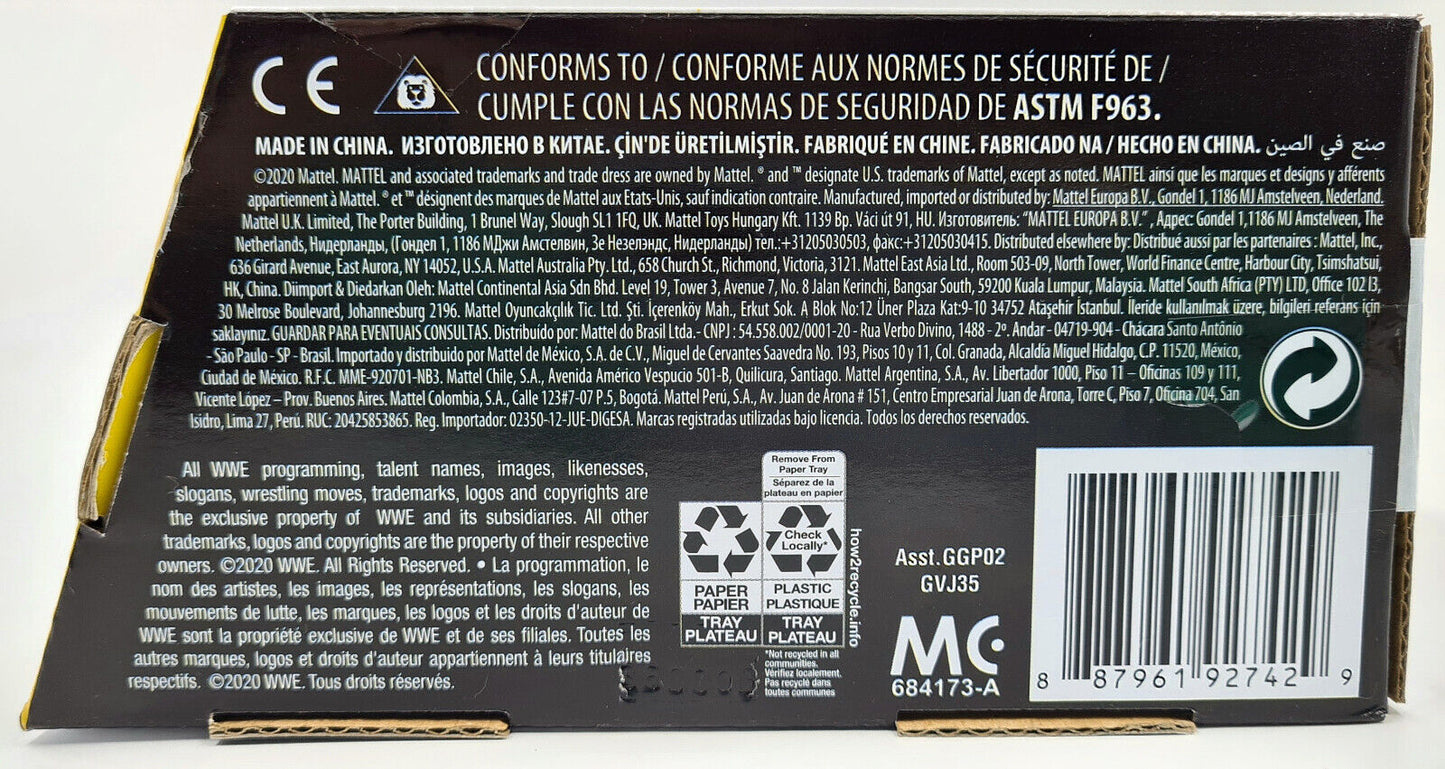 CE CONFORMS TO / CONFORME AUX NORMES DE SÉCURITÉ DE /
CUMPLE CON LAS NORMAS DE SEGURIDAD DE ASTM F963.
MADE IN CHINA. ИЗГОТОВЛЕНО В КИТАЕ. ÇİN'DE ÜRETİLMİŞTİR. FABRIQUÉ EN CHINE. FABRICADO NA / HECHO EN CHINA. صنع في الصين
©2020 Mattel. MATTEL and associated trademarks and trade dress are owned by Mattel. ® and ™ designate U.S. trademarks of Mattel, except as noted. MATTEL ainsi que les marques et designs y afférents
appartiennent à Mattel. ® et ™ désignent des marques de Mattel aux États-Unis, sauf indication contraire. Manufactured, imported or distributed by: Mattel Europa B.V., Gondel 1, 1186 MJ Amstelveen, Nederland.
Mattel U.K. Limited, The Porter Building, 1 Brunel Way, Slough SL1 1FQ, UK. Mattel Toys Hungary Kft. 1139 Bp. Váci út 91, HU. Изготовитель: "MATTEL EUROPA B.V." , Адрес: Gondel 1,1186 MJ Amstelveen, The
Netherlands, Нидерланды, (Гондел 1, 1186 МДжи Амстелвин, Зе Незелэндс, Нидерланды) тел.:+31205030503, факс:+31205030415. Distributed elsewhere by: Distribué aussi par les partenaires : Mattel, Inc.,
636 Girard Avenue, East Aurora, NY 14052, U.S.A. Mattel Australia Pty. Ltd., 658 Church St., Richmond, Victoria, 3121. Mattel East Asia Ltd., Room 503-09, North Tower, World Finance Centre, Harbour City, Tsimshatsui,
HK, China. Diimport & Diedarkan Oleh: Mattel Continental Asia Sdn Bhd. Level 19, Tower 3, Avenue 7, No. 8 Jalan Kerinchi, Bangsar South, 59200 Kuala Lumpur, Malaysia. Mattel South Africa (PTY) LTD, Office 102 I3,
30 Melrose Boulevard, Johannesburg 2196. Mattel Oyuncakçılık Tic. Ltd. Şti. İçerenköy Mah., Erkut Sok. A Blok No:12 Üner Plaza Kat:9-10 34752 Ataşehir İstanbul. İleride kullanılmak üzere, bilgileri referans için
saklayınız. GUARDAR PARA EVENTUAIS CONSULTAS. Distribuído por: Mattel do Brasil Ltda.- CNPJ : 54.558.002/0001-20 - Rua Verbo Divino, 1488 - 2º. Andar - 04719-904 - Chácara Santo Antônio
- São Paulo - SP - Brasil. Importado y distribuido por Mattel de México, S.A. de C.V., Miguel de Cervantes Saavedra No. 193, Pisos 10 y 11, Col. Granada, Alcaldía Miguel Hidalgo, C.P. 11520, México,
Ciudad de México. R.F.C. MME-920701-NB3. Mattel Chile, S.A., Avenida Américo Vespucio 501-B, Quilicura, Santiago. Mattel Argentina, S.A., Av. Libertador 1000, Piso 11 – Oficinas 109 y 111,
Vicente López – Prov. Buenos Aires. Mattel Colombia, S.A., Calle 123#7-07 P.5, Bogotá. Mattel Perú, S.A., Av. Juan de Arona # 151, Centro Empresarial Juan de Arona, Torre C, Piso 7, Oficina 704, San
Isidro, Lima 27, Perú. RUC: 20425853865. Reg. Importador: 02350-12-JUE-DIGESA. Marcas registradas utilizadas bajo licencia. Todos los derechos reservados.
All WWE programming, talent names, images, likenesses,
slogans, wrestling moves, trademarks, logos and copyrights are
the exclusive property of WWE and its subsidiaries. All other
trademarks, logos and copyrights are the property of their respective
owners. ©2020 WWE. All Rights Reserved. • La programmation, le
nom des artistes, les images, les représentations, les slogans, les
mouvements de lutte, les marques, les logos et les droits d'auteur de
WWE sont la propriété exclusive de WWE et de ses filiales. Toutes les
autres marques, logos et droits d'auteur appartiennent à leurs titulaires
respectifs. ©2020 WWE. Tous droits réservés.
Remove From
Paper Tray
Séparez de la
plateau en papier
Check
Locally*
PAPER
PAPIER
TRAY
PLATEAU
PLASTIC
PLASTIQUE
TRAY
PLATEAU
*Not recycled in all
communities.
Vérifiez localement.
Pas recyclé dans
toutes communes
how2recycle.info
Asst.GGP02
GVJ35
MC
684173-A
8 87961 92742 9